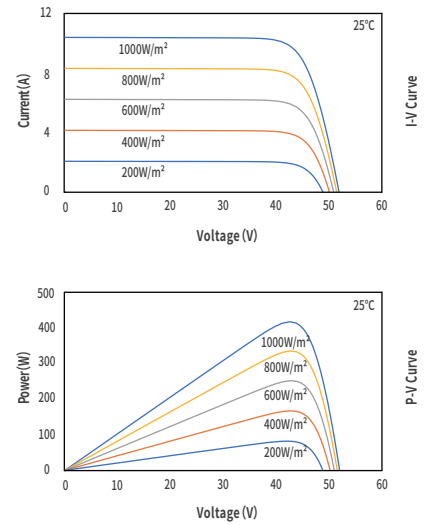 12
25°C
1000W/m²
8
800W/m²
Current(A)
I-V Curve
600W/m²
4
400W/m²
200W/m²
0
0 10 20 30 40 50 60
Voltage(V)
500
25°C
400
1000W/m²
300
800W/m²
Power(W)
P-V Curve
600W/m²
200
400W/m²
100
200W/m²
0
0 10 20 30 40 50 60
Voltage(V)